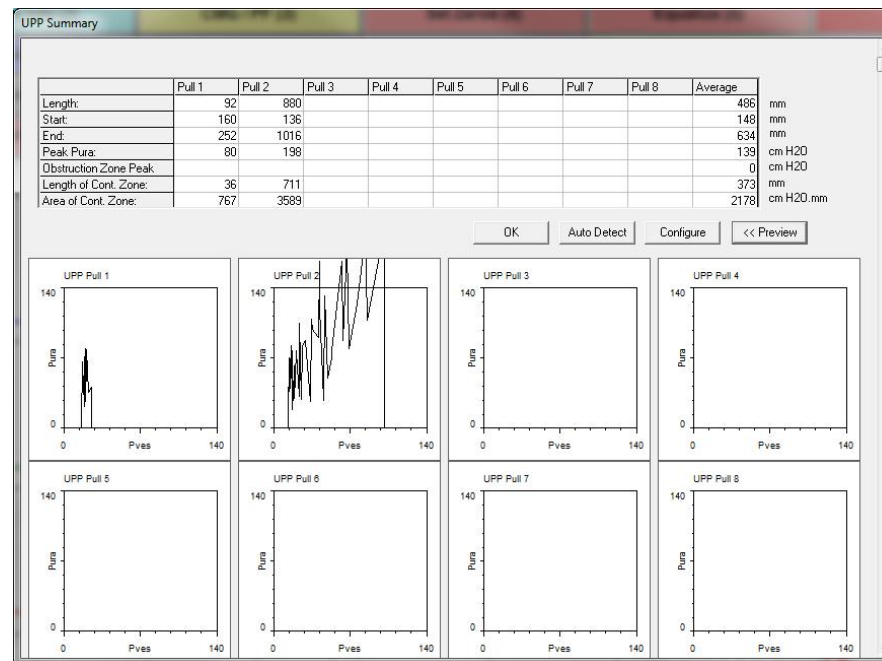 UPP Summary
Pull 1 Pull 2 Pull 3 Pull 4 Pull 5 Pull 6 Pull 7 Pull 8 Average
Length: 92 880 486 mm
Start: 160 136 148 mm
End: 252 1016 634 mm
Peak Pura: 80 198 139 cm H2O
Obstruction Zone Peak 0 cm H2O
Length of Cont. Zone: 36 711 373 mm
Area of Cont. Zone: 767 3589 2178 cm H2O.mm
OK Auto Detect Configure << Preview
UPP Pull 1 UPP Pull 2 UPP Pull 3 UPP Pull 4
140 140 140 140
Pura Pura Pura Pura
0 0 0 0
0 Pves 140 0 Pves 140 0 Pves 140 0 Pves 140
UPP Pull 5 UPP Pull 6 UPP Pull 7 UPP Pull 8
140 140 140 140
Pura Pura Pura Pura
0 0 0 0
0 Pves 140 0 Pves 140 0 Pves 140 0 Pves 140